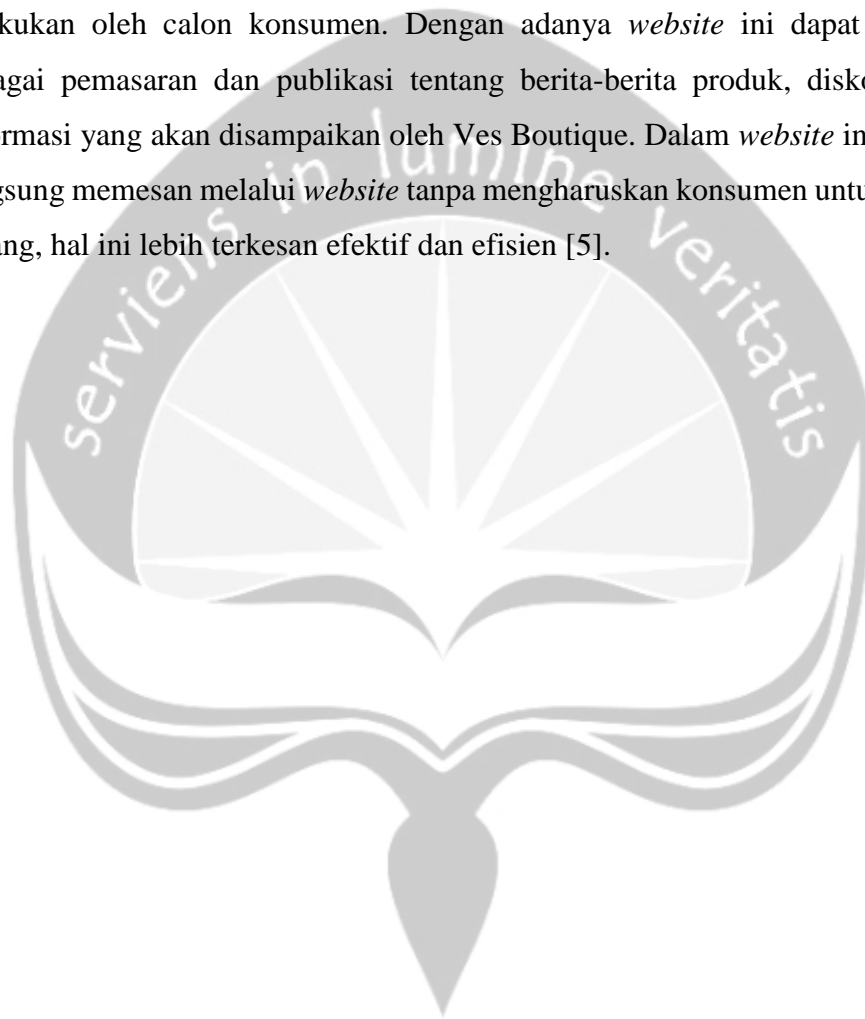 kukan oleh calon konsumen. Dengan adanya website ini dapat
agai pemasaran dan publikasi tentang berita-berita produk, disko
ormasi yang akan disampaikan oleh Ves Boutique. Dalam website in
gsung memesan melalui website tanpa mengharuskan konsumen untu
ang, hal ini lebih terkesan efektif dan efisien [5].
serviens in lumine veritatis